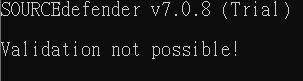 SOURCEdefender v7.0.8 (Trial)
Validation not possible!